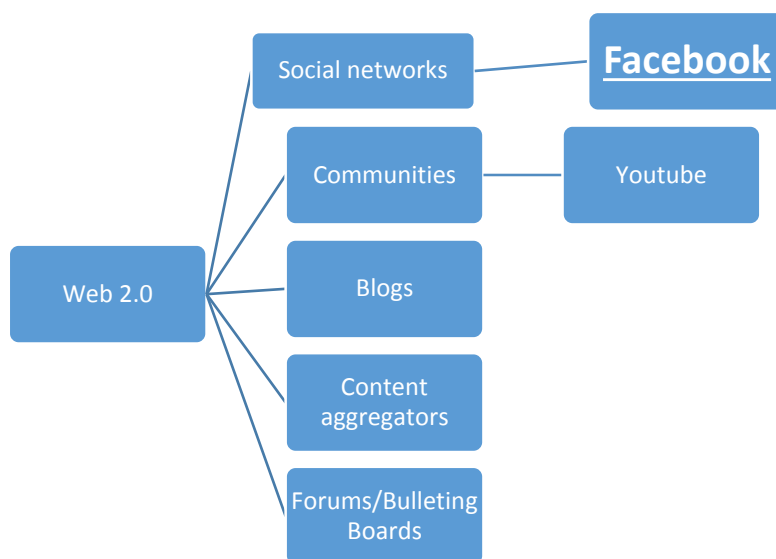 Social networks
Facebook
Communities
Youtube
Web 2.0
Blogs
Content
aggregators
Forums/Bulleting
Boards